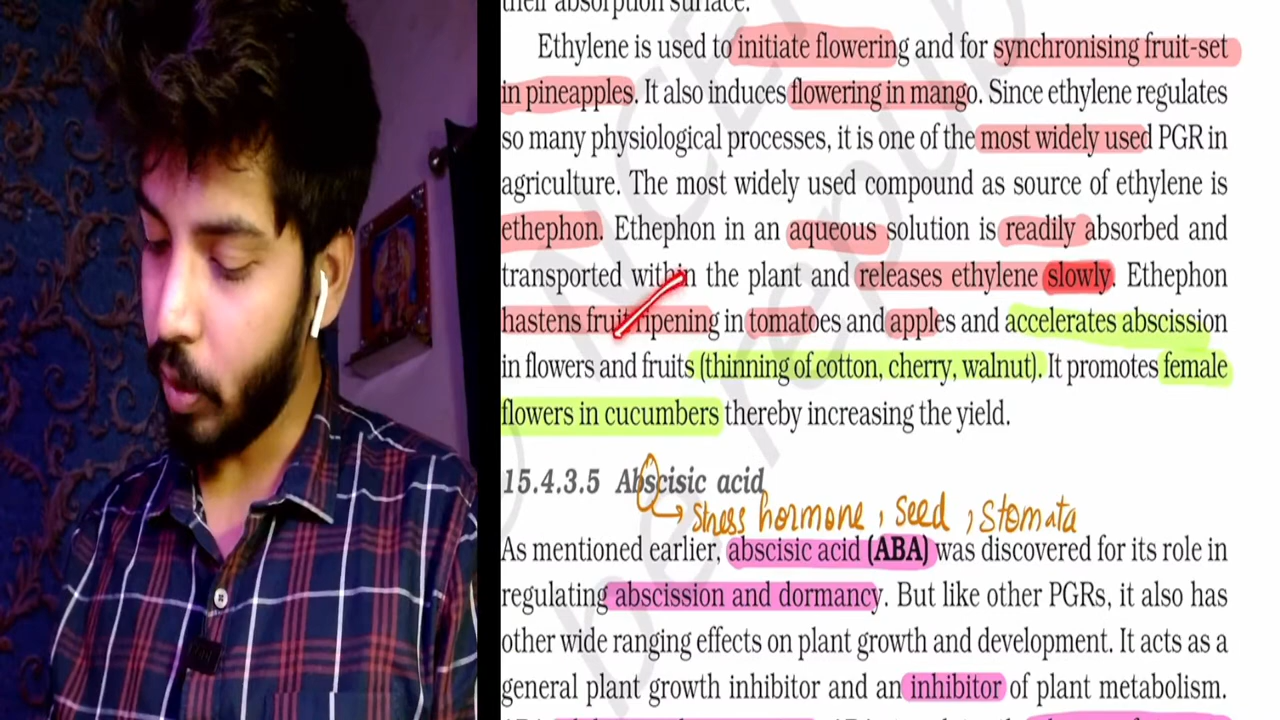 their absorption surface.
Ethylene is used to initiate flowering and for synchronising fruit-set
in pineapples. It also induces flowering in mango. Since ethylene regulates
so many physiological processes, it is one of the most widely used PGR in
agriculture. The most widely used compound as source of ethylene is
ethephon. Ethephon in an aqueous solution is readily absorbed and
transported within the plant and releases ethylene slowly. Ethephon
hastens fruit ripening in tomatoes and apples and accelerates abscission
in flowers and fruits (thinning of cotton, cherry, walnut). It promotes female
flowers in cucumbers thereby increasing the yield.
15.4.3.5 Abscisic acid
→ Stress hormone, Seed, Stomata
As mentioned earlier, abscisic acid (ABA) was discovered for its role in
regulating abscission and dormancy. But like other PGRs, it also has
other wide ranging effects on plant growth and development. It acts as a
general plant growth inhibitor and an inhibitor of plant metabolism.